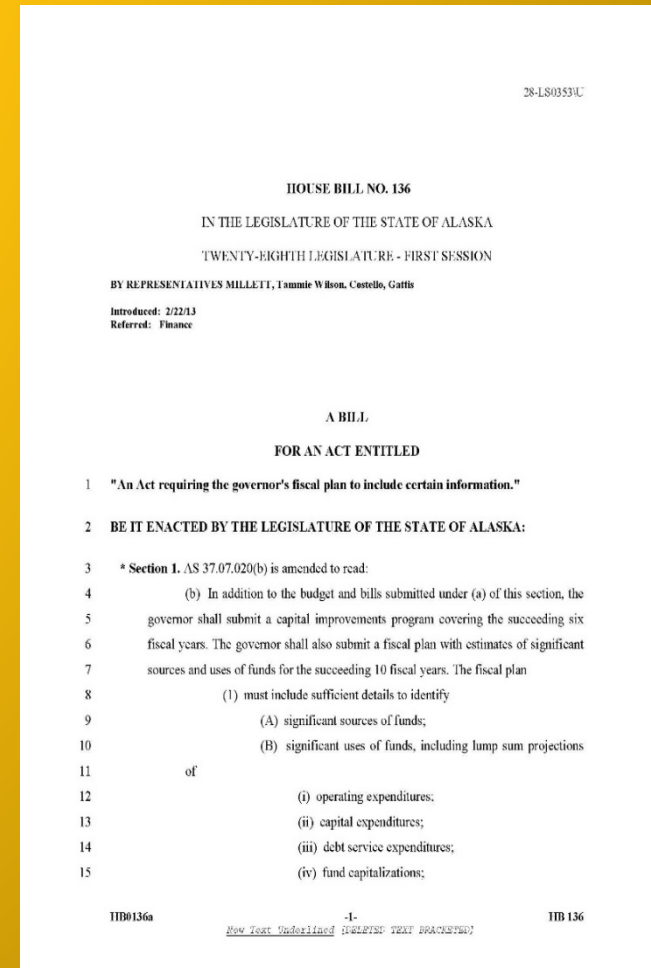 28-LS0353\U
HOUSE BILL NO. 136
IN THE LEGISLATURE OF THE STATE OF ALASKA
TWENTY-EIGHTH LEGISLATURE - FIRST SESSION
BY REPRESENTATIVES MILLETT, Tammie Wilson, Costello, Gattis
Introduced: 2/22/13
Referred: Finance
A BILL
FOR AN ACT ENTITLED
1 "An Act requiring the governor's fiscal plan to include certain information."
2 BE IT ENACTED BY THE LEGISLATURE OF THE STATE OF ALASKA:
3 * Section 1. AS 37.07.020(b) is amended to read:
4 (b) In addition to the budget and bills submitted under (a) of this section, the
5 governor shall submit a capital improvements program covering the succeeding six
6 fiscal years. The governor shall also submit a fiscal plan with estimates of significant
7 sources and uses of funds for the succeeding 10 fiscal years. The fiscal plan
8 (1) must include sufficient details to identify
9 (A) significant sources of funds;
10 (B) significant uses of funds, including lump sum projections
11 of
12 (i) operating expenditures;
13 (ii) capital expenditures;
14 (iii) debt service expenditures;
15 (iv) fund capitalizations;
HB0136a -1- HB 136
New Text Underlined [DELETED TEXT BRACKETED]